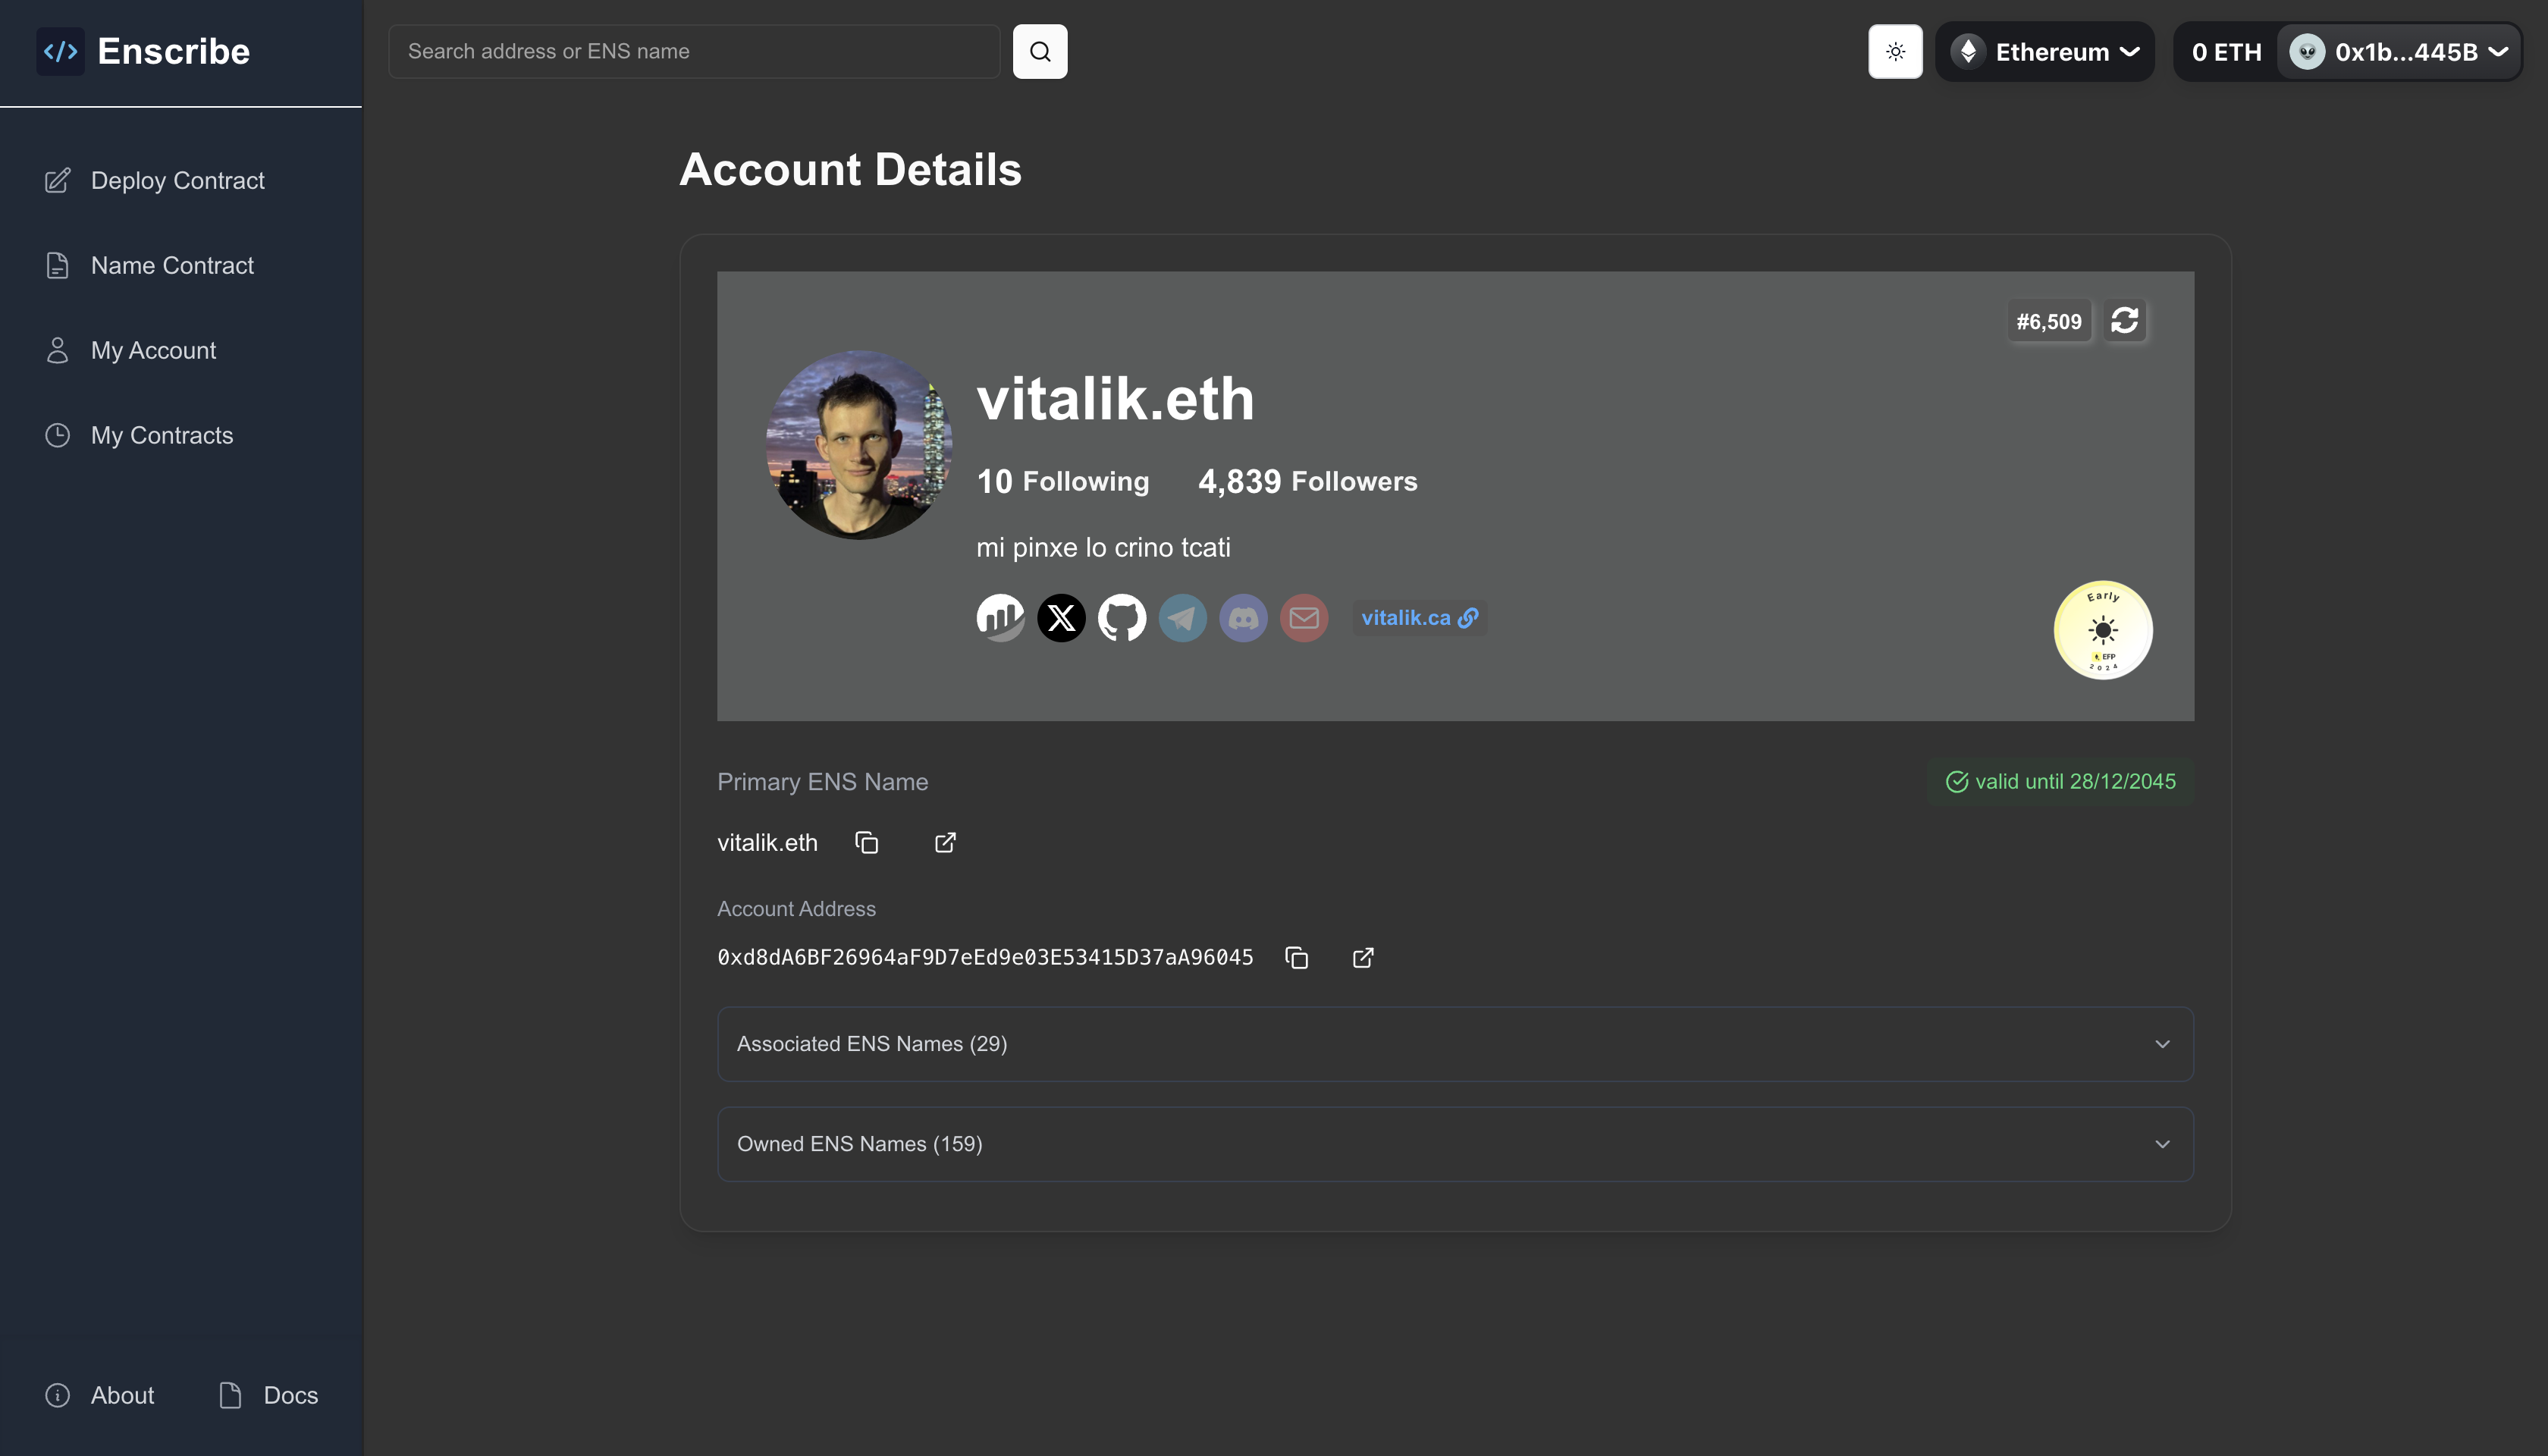 Enscribe
Search address or ENS name
Ethereum
0 ETH
0x1b...445B
Deploy Contract
Name Contract
My Account
My Contracts
About
Docs
Account Details
#6,509
vitalik.eth
10 Following 4,839 Followers
mi pinxe lo crino tcati
vitalik.ca
Early
EFP
2024
Primary ENS Name
valid until 28/12/2045
vitalik.eth
Account Address
0xd8dA6BF26964aF9D7eEd9e03E53415D37aA96045
Associated ENS Names (29)
Owned ENS Names (159)